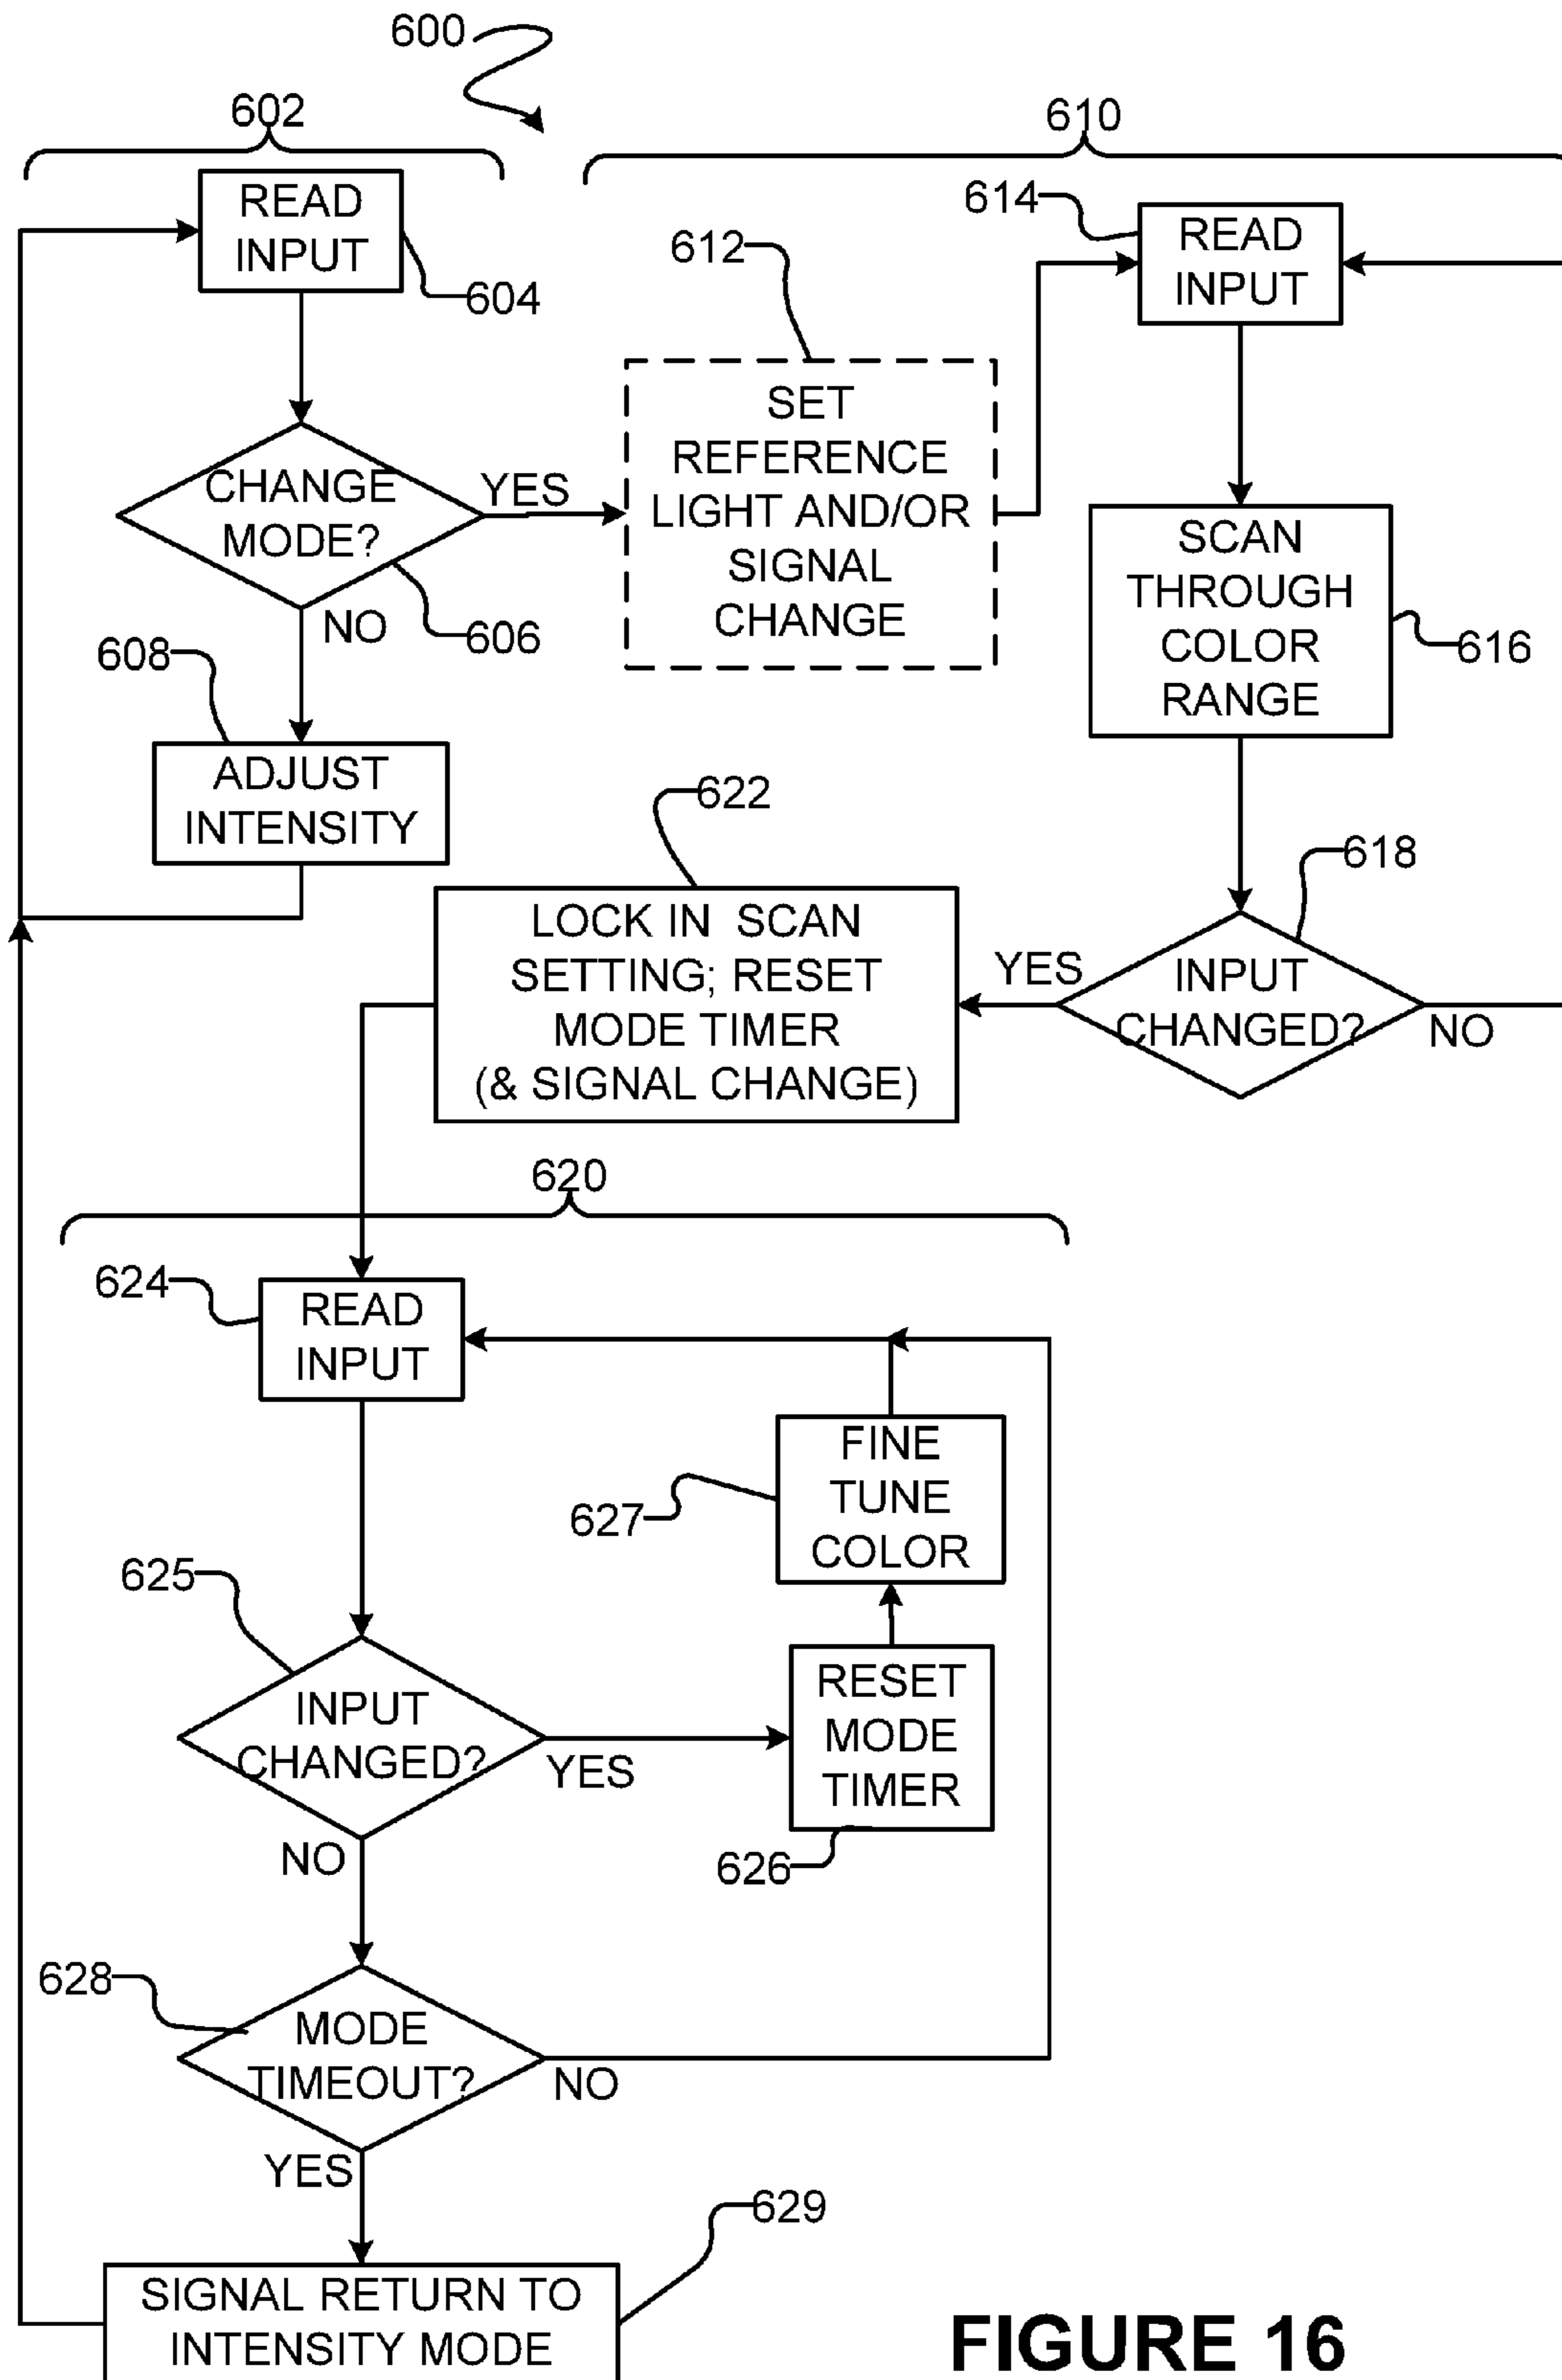 600
602
610
READ
INPUT
604
614
READ
INPUT
612
SET
REFERENCE
LIGHT AND/OR
SIGNAL
CHANGE
CHANGE
MODE?
YES
NO
606
SCAN
THROUGH
COLOR
RANGE
616
608
ADJUST
INTENSITY
622
LOCK IN SCAN
SETTING; RESET
MODE TIMER
(& SIGNAL CHANGE)
618
YES
INPUT
CHANGED?
NO
620
624
READ
INPUT
FINE
TUNE
COLOR
627
625
INPUT
CHANGED?
YES
NO
RESET
MODE
TIMER
626
628
MODE
TIMEOUT?
NO
YES
629
SIGNAL RETURN TO
INTENSITY MODE
FIGURE 16